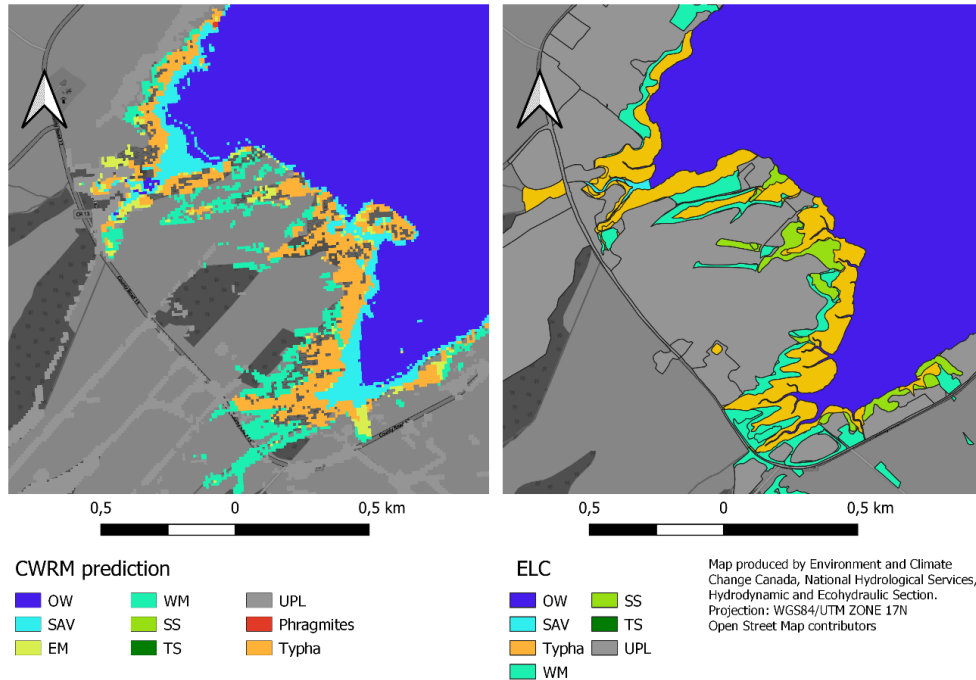 0,5
0
0,5 km
0,5
0
0,5 km
CWRM prediction
OW
WM
UPL
SAV
SS
Phragmites
EM
TS
Typha
ELC
OW
SS
SAV
TS
Typha
UPL
WM
Map produced by Environment and Climate
Change Canada, National Hydrological Services,
Hydrodynamic and Ecohydraulic Section.
Projection: WGS84/UTM ZONE 17N
Open Street Map contributors